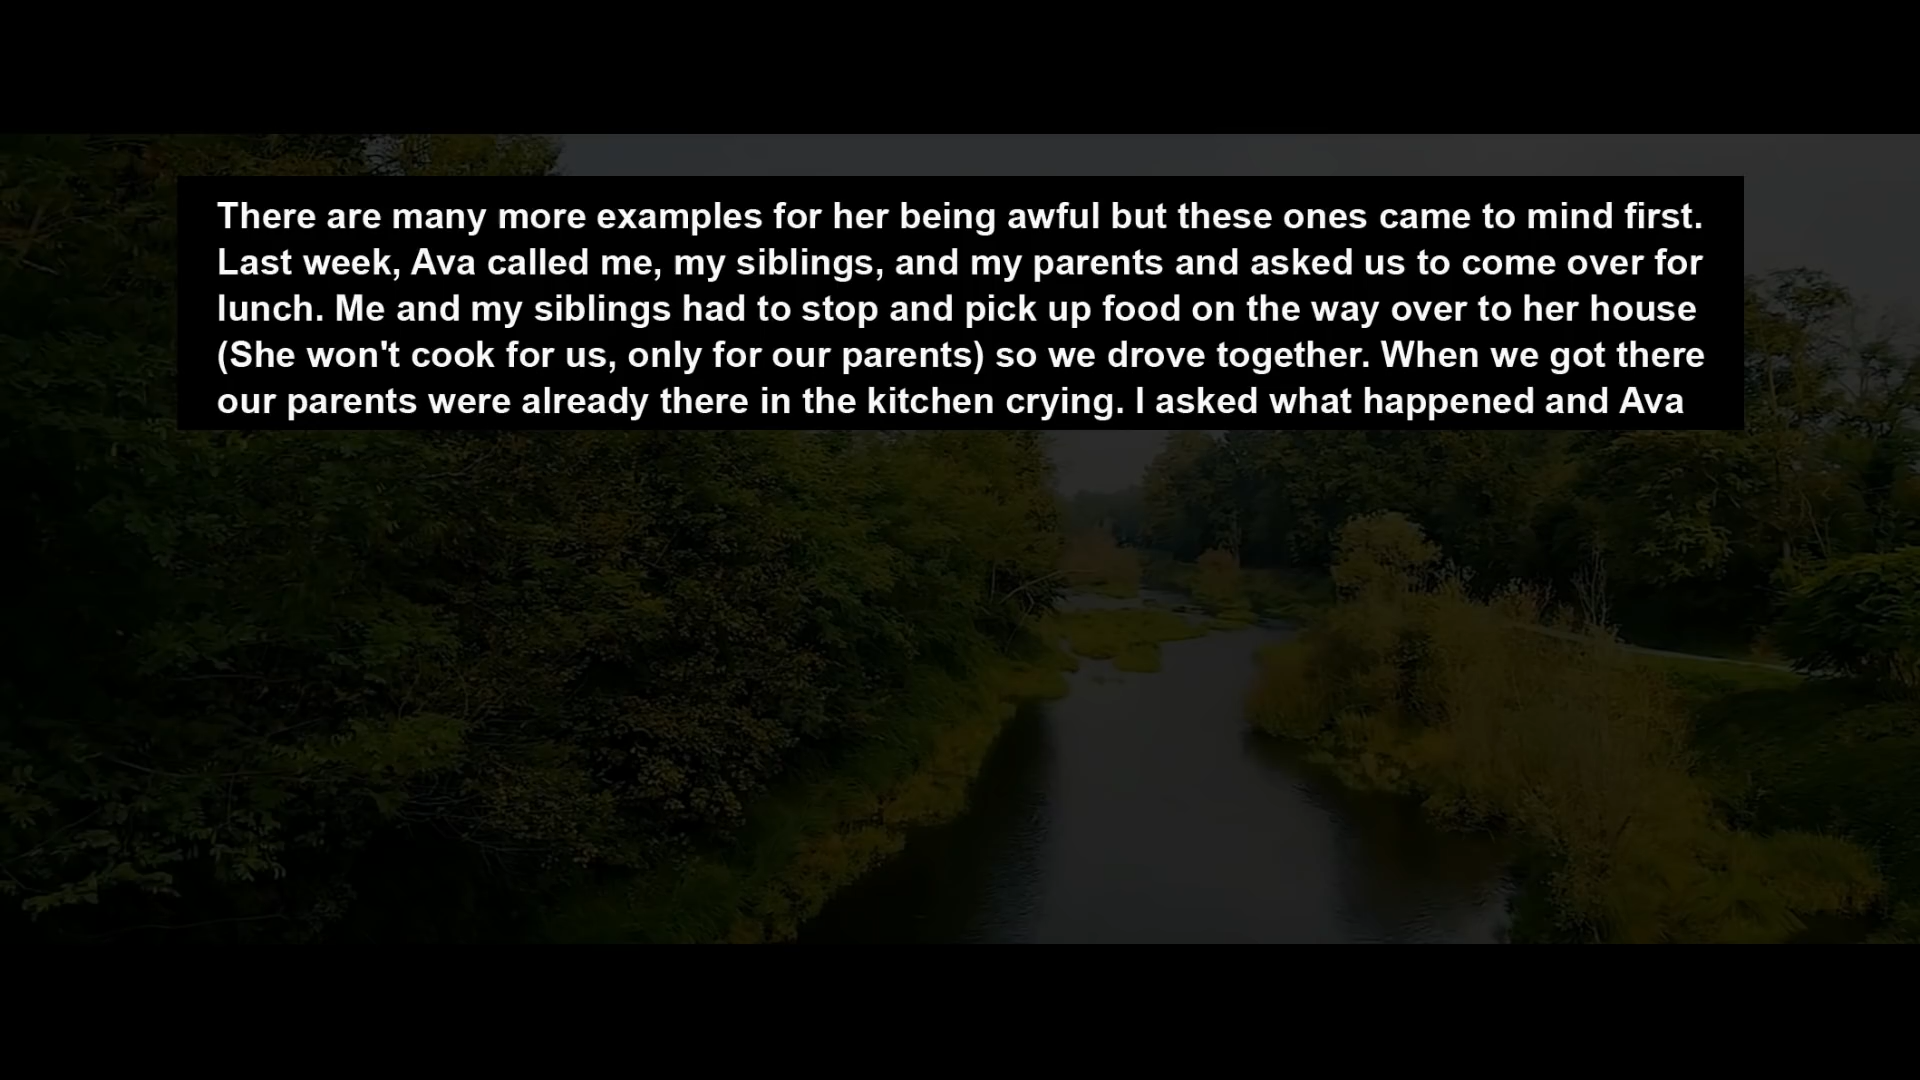 There are many more examples for her being awful but these ones came to mind first.
Last week, Ava called me, my siblings, and my parents and asked us to come over for
lunch. Me and my siblings had to stop and pick up food on the way over to her house
(She won't cook for us, only for our parents) so we drove together. When we got there
our parents were already there in the kitchen crying. I asked what happened and Ava